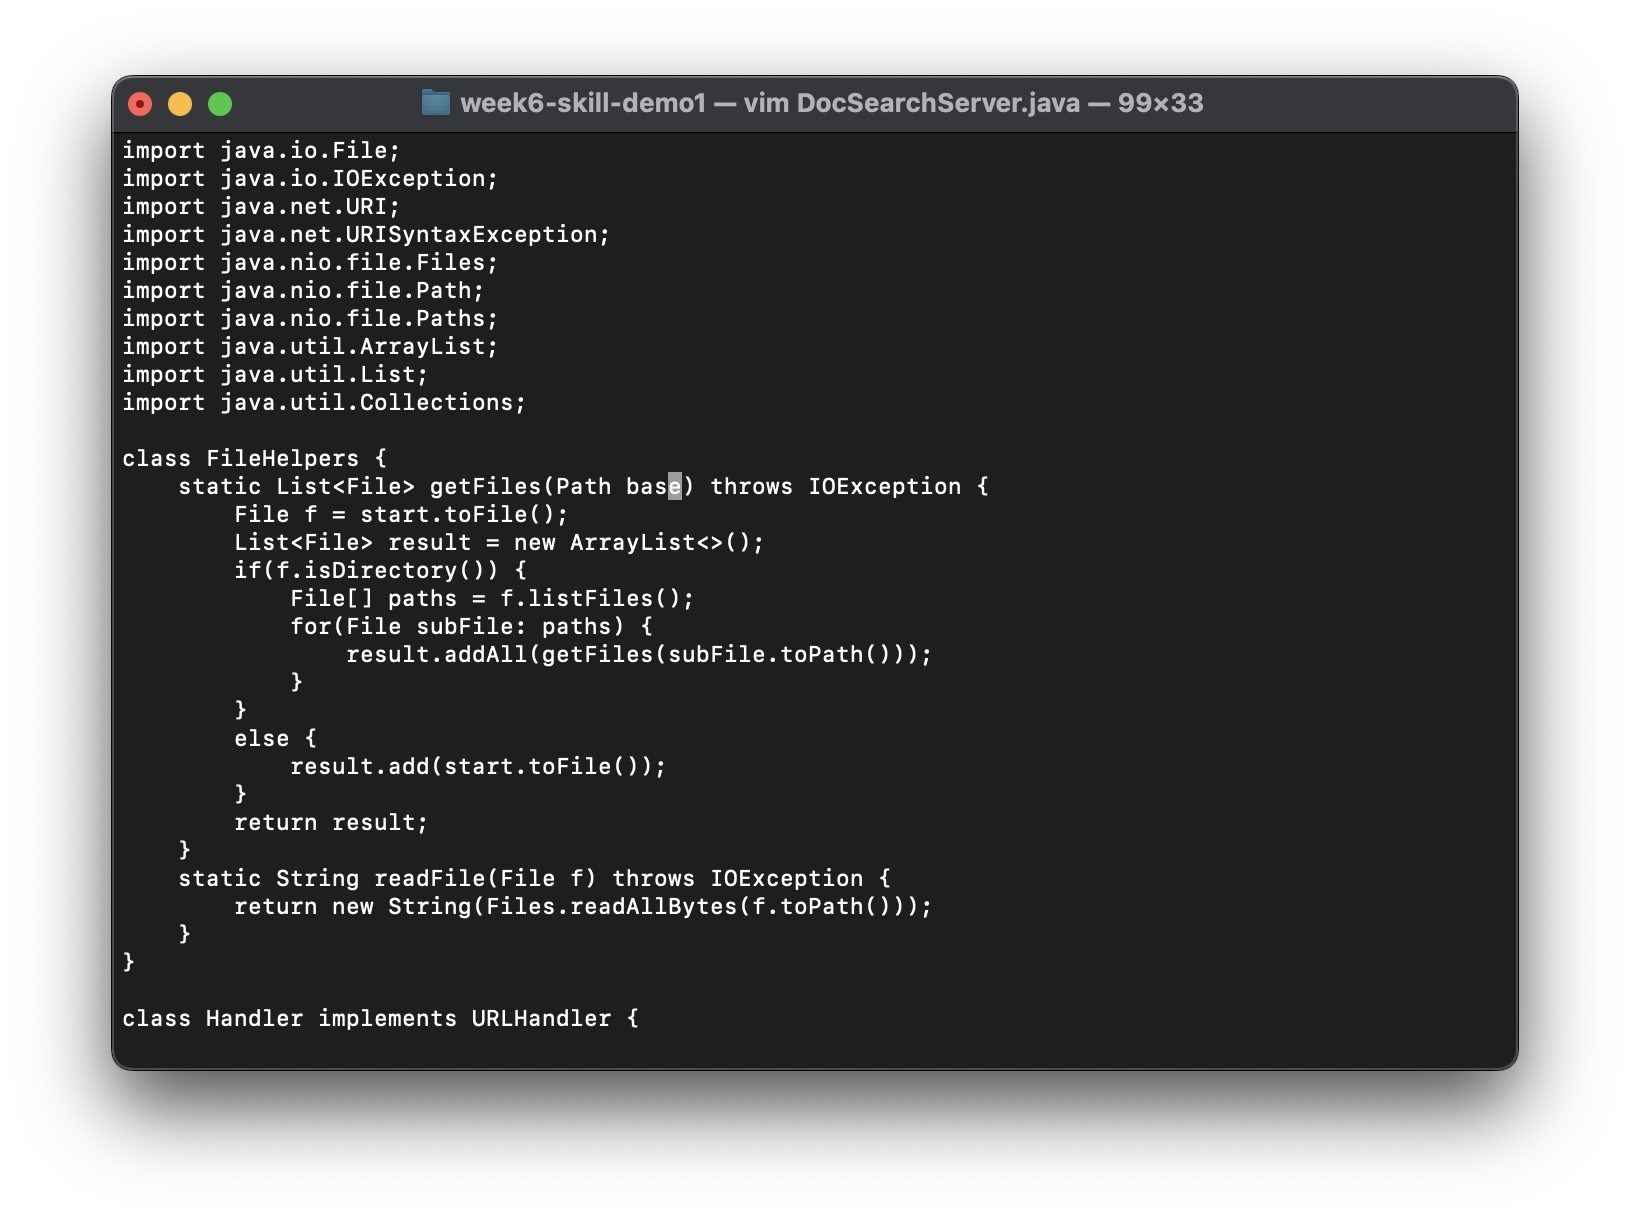 week6-skill-demo1 — vim DocSearchServer.java — 99×33
import java.io.File;
import java.io.IOException;
import java.net.URI;
import java.net.URISyntaxException;
import java.nio.file.Files;
import java.nio.file.Path;
import java.nio.file.Paths;
import java.util.ArrayList;
import java.util.List;
import java.util.Collections;

class FileHelpers {
    static List<File> getFiles(Path base) throws IOException {
        File f = start.toFile();
        List<File> result = new ArrayList<>();
        if(f.isDirectory()) {
            File[] paths = f.listFiles();
            for(File subFile: paths) {
                result.addAll(getFiles(subFile.toPath()));
            }
        }
        else {
            result.add(start.toFile());
        }
        return result;
    }
    static String readFile(File f) throws IOException {
        return new String(Files.readAllBytes(f.toPath()));
    }
}

class Handler implements URLHandler {